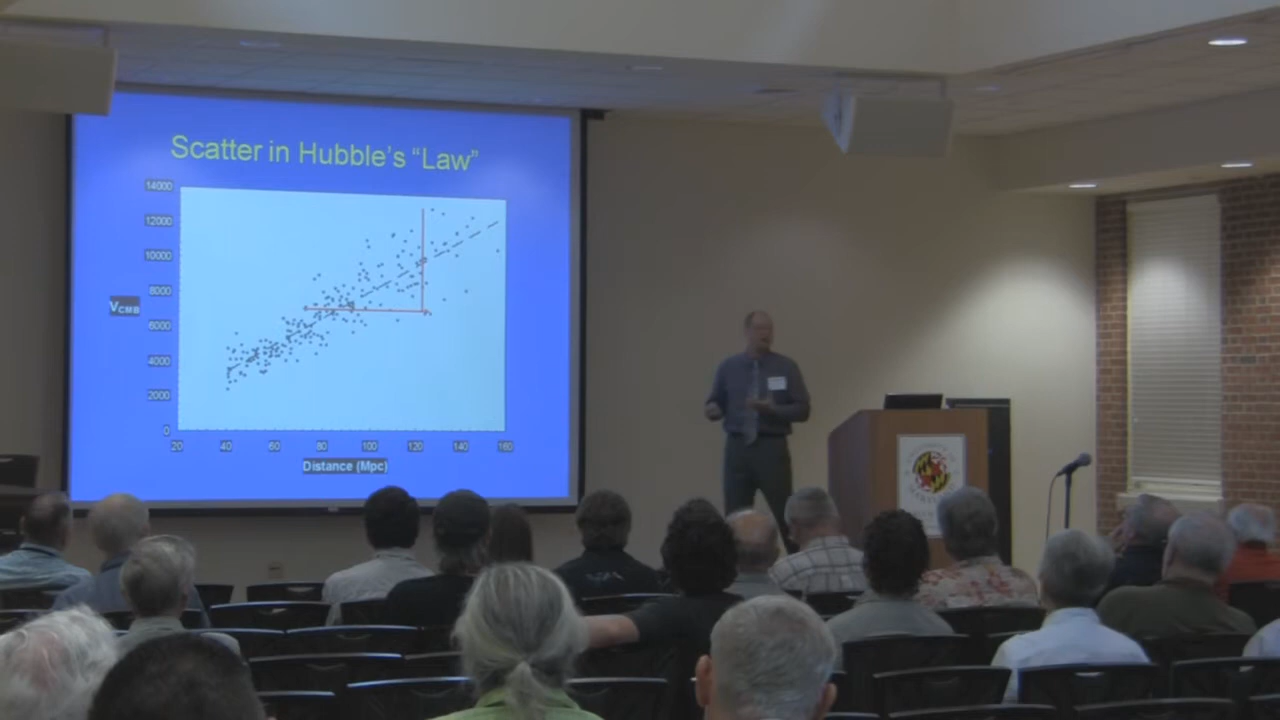 Scatter in Hubble's "Law"
14000
12000
10000
8000
6000
4000
2000
0
VCMB
20 40 60 80 100 120 140 160
Distance (Mpc)